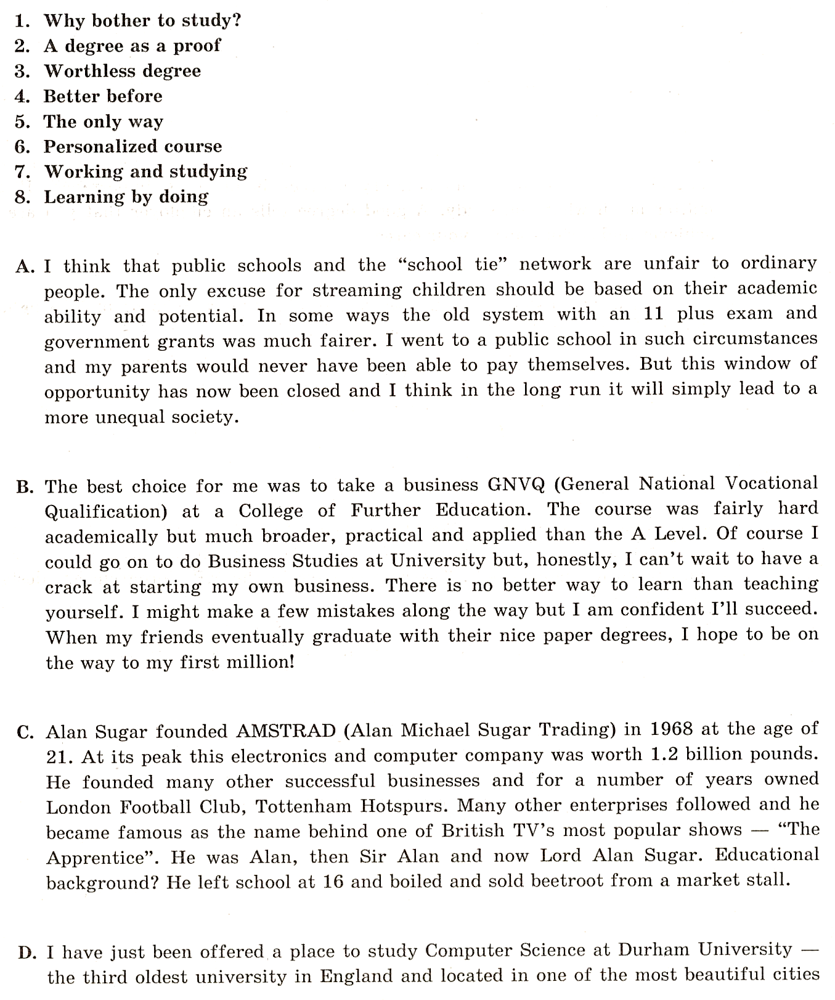 1. Why bother to study?
2. A degree as a proof
3. Worthless degree
4. Better before
5. The only way
6. Personalized course
7. Working and studying
8. Learning by doing
A. I think that public schools and the “school tie” network are unfair to ordinary
people. The only excuse for streaming children should be based on their academic
ability and potential. In some ways the old system with an 11 plus exam and
government grants was much fairer. I went to a public school in such circumstances
and my parents would never have been able to pay themselves. But this window of
opportunity has now been closed and I think in the long run it will simply lead to a
more unequal society.
B. The best choice for me was to take a business GNVQ (General National Vocational
Qualification) at a College of Further Education. The course was fairly hard
academically but much broader, practical and applied than the A Level. Of course I
could go on to do Business Studies at University but, honestly, I can’t wait to have a
crack at starting my own business. There is no better way to learn than teaching
yourself. I might make a few mistakes along the way but I am confident I’ll succeed.
When my friends eventually graduate with their nice paper degrees, I hope to be on
the way to my first million!
C. Alan Sugar founded AMSTRAD (Alan Michael Sugar Trading) in 1968 at the age of
21. At its peak this electronics and computer company was worth 1.2 billion pounds.
He founded many other successful businesses and for a number of years owned
London Football Club, Tottenham Hotspurs. Many other enterprises followed and he
became famous as the name behind one of British TV’s most popular shows — “The
Apprentice”. He was Alan, then Sir Alan and now Lord Alan Sugar. Educational
background? He left school at 16 and boiled and sold beetroot from a market stall.
D. I have just been offered a place to study Computer Science at Durham University —
the third oldest university in England and located in one of the most beautiful cities